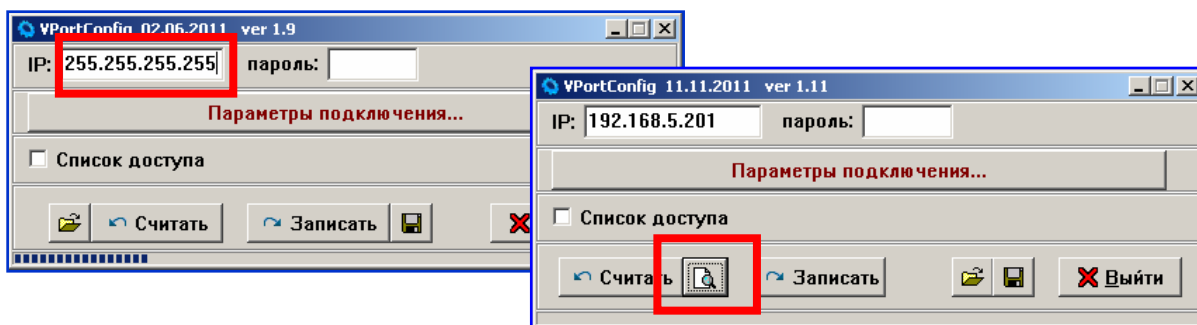 VPortConfig 02.06.2011 ver 1.9
IP: 255.255.255.255 пароль:
Параметры подключения...
Список доступа
Считать Записать
VPortConfig 11.11.2011 ver 1.11
IP: 192.168.5.201 пароль:
Параметры подключения...
Список доступа
Считать Записать Выйти